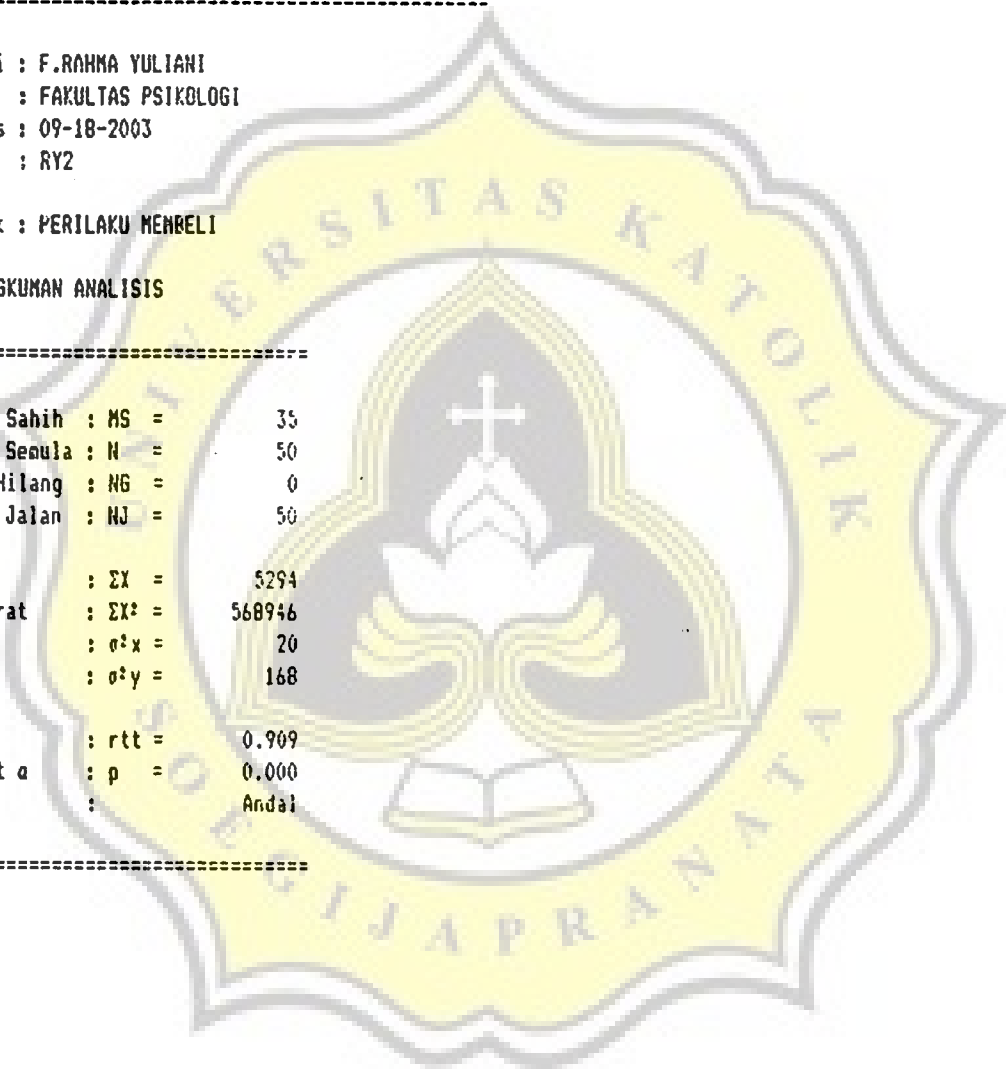 i : F.RAHMA YULIANI
: FAKULTAS PSIKOLOGI
s : 09-18-2003
: RY2
k : PERILAKU MEMBELI
GKUMAN ANALISIS
Sahih : MS = 35
Semula : N = 50
Hilang : NG = 0
Jalan : NJ = 50
: ΣX = 5294
rat : ΣX² = 568946
: σ²x = 20
: σ²y = 168
: rtt = 0.909
t α : p = 0.000
: Andal
UNIVERSITAS KATOLIK
SOEGIJAPRANATA